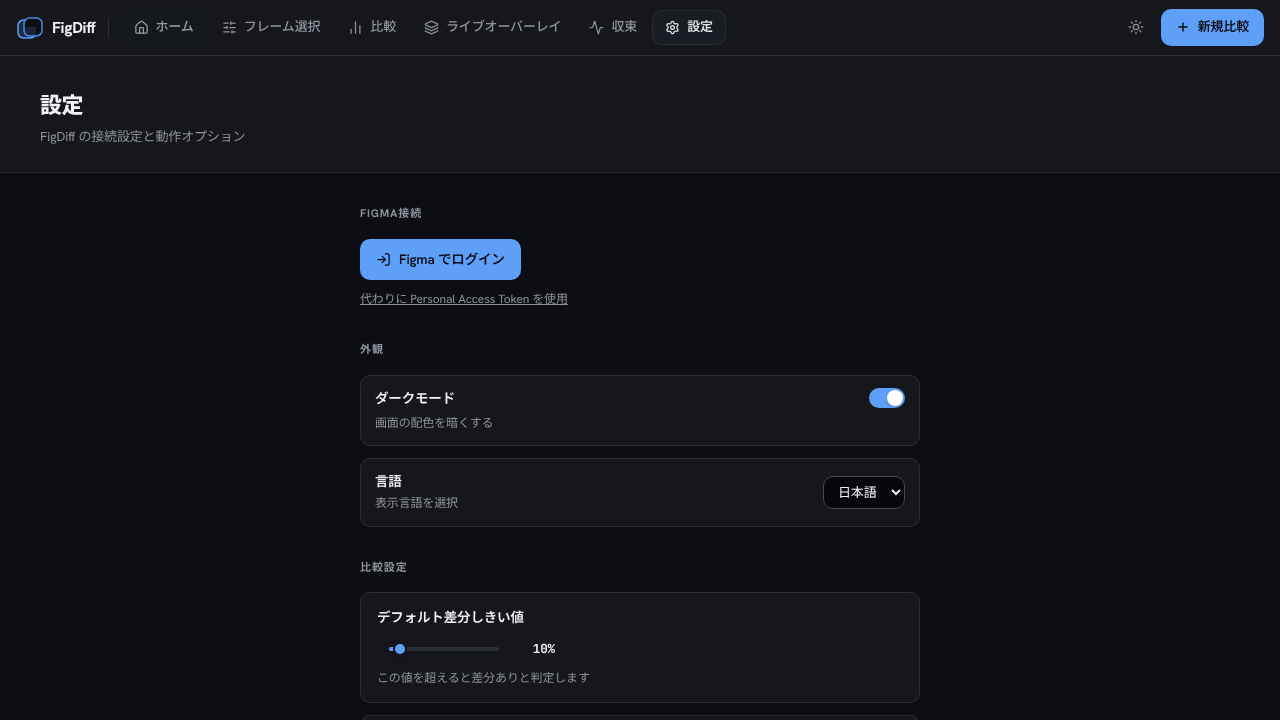 FigDiff
ホーム
フレーム選択
比較
ライブオーバーレイ
収束
設定
新規比較
設定
FigDiff の接続設定と動作オプション
FIGMA接続
Figma でログイン
代わりに Personal Access Token を使用
外観
ダークモード
画面の配色を暗くする
言語
表示言語を選択
日本語
比較設定
デフォルト差分しきい値
10%
この値を超えると差分ありと判定します